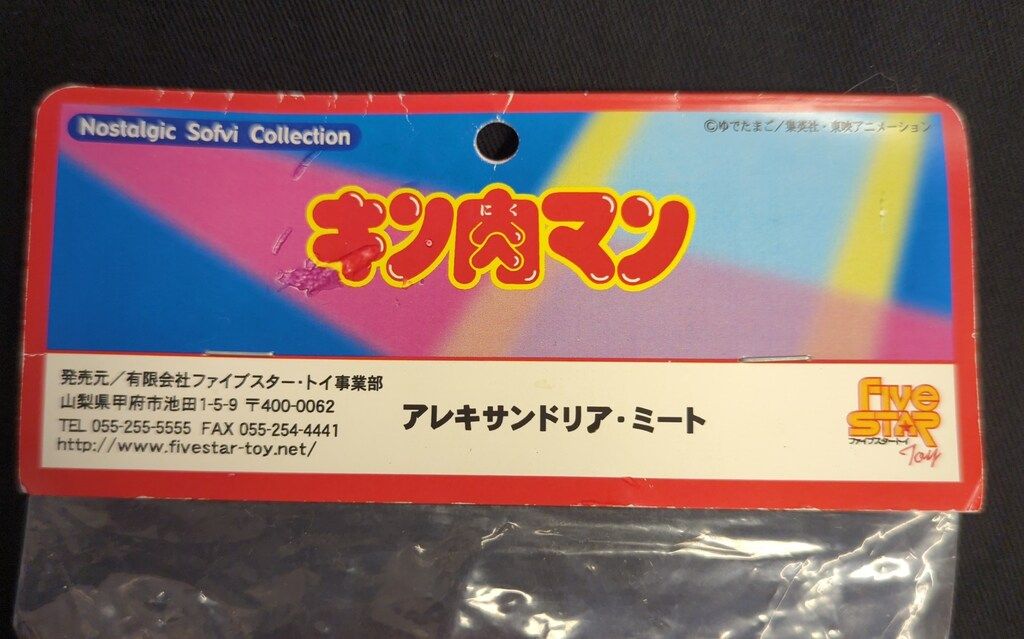 Nostalgic Sofvi Collection
©ゆでたまご/集英社・東映アニメーション
キン肉マン
にく
発売元/有限会社ファイブスター・トイ事業部
山梨県甲府市池田1-5-9 〒400-0062
TEL 055-255-5555 FAX 055-254-4441
http://www.fivestar-toy.net/
アレキサンドリア・ミート
Five
STAR
ファイブスタートイ
Toy